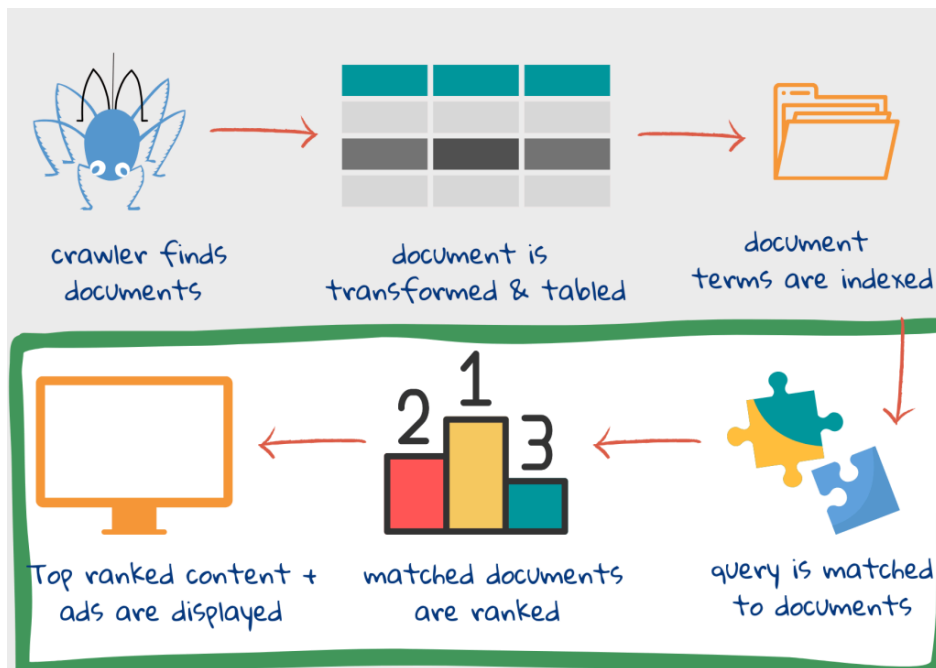 crawler finds
documents
document is
transformed & tabled
document
terms are indexed
2
1
3
Top ranked content +
ads are displayed
matched documents
are ranked
query is matched
to documents